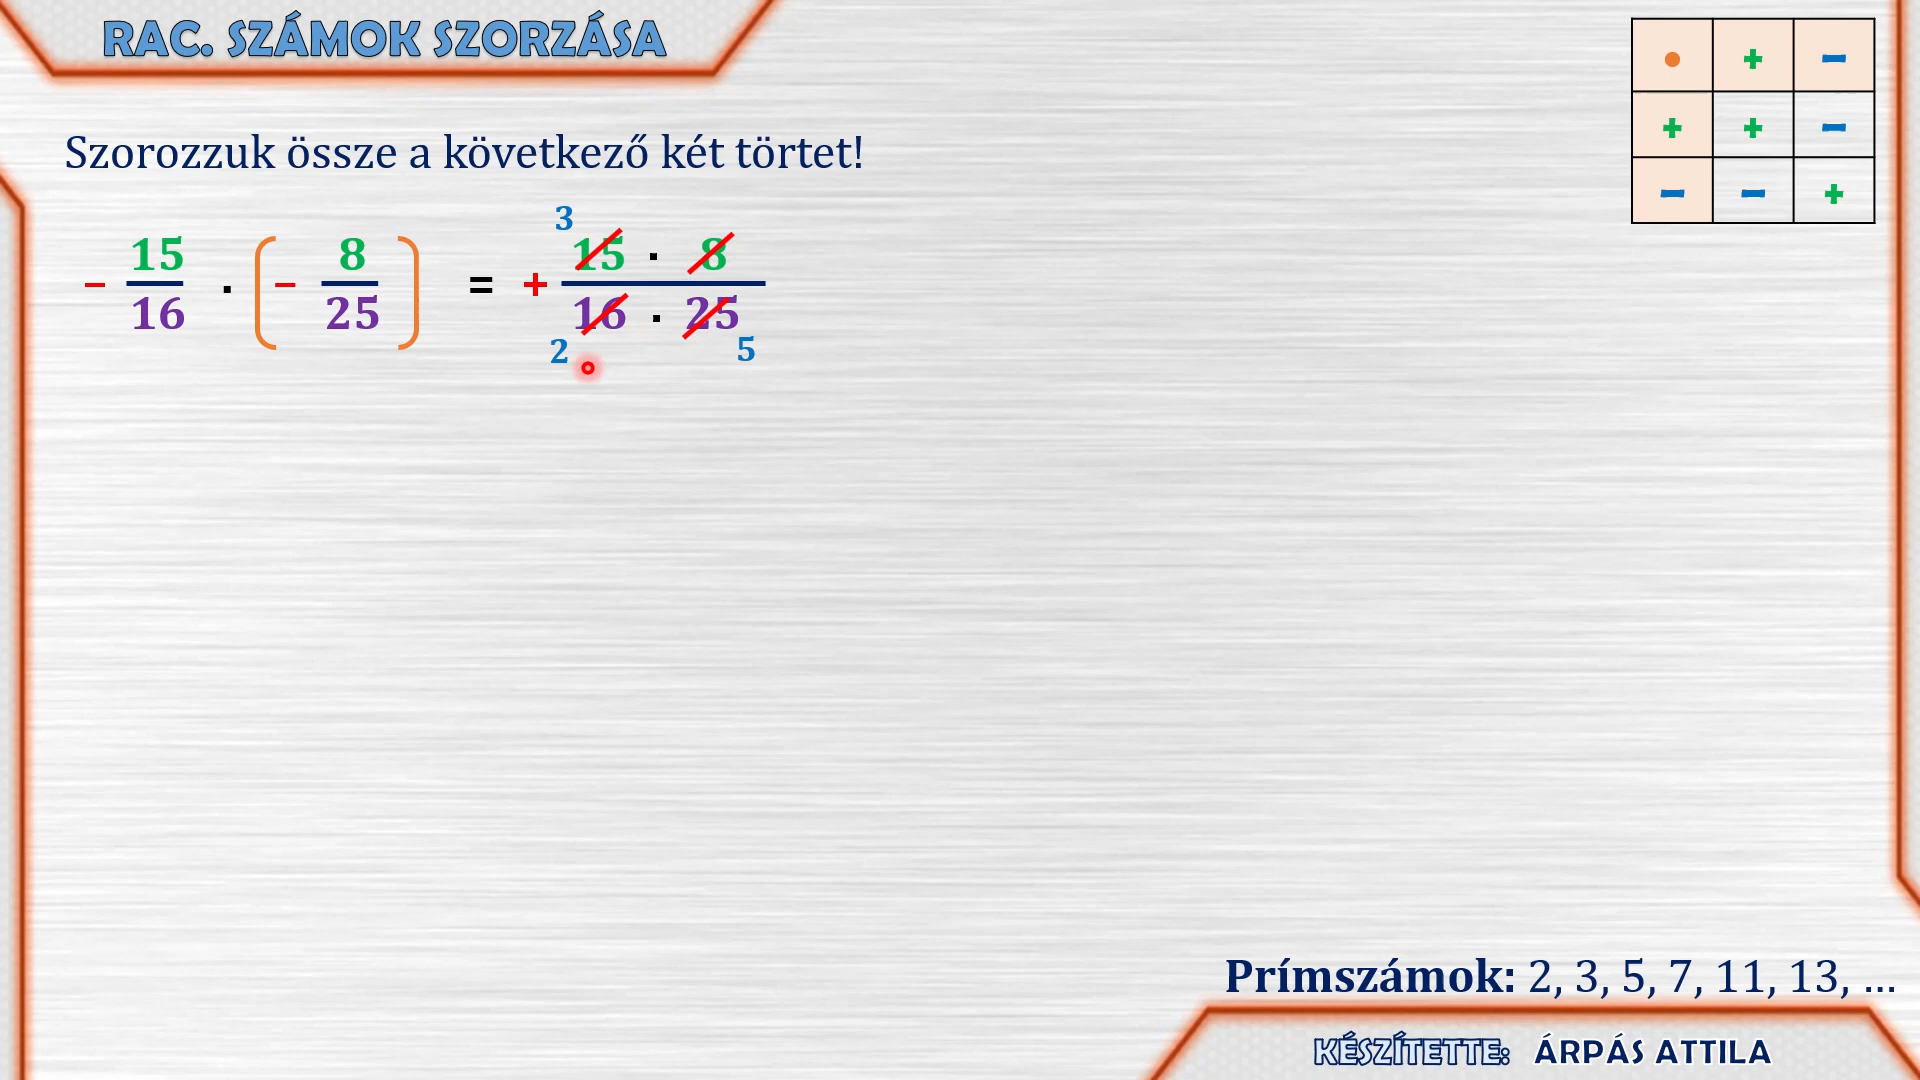 RAC. SZÁMOK SZORZÁSA
• + −
+ + −
− − +
Szorozzuk össze a következő két törtet!
3
− 15/16 · (− 8/25) = + 15 · 8 / 16 · 25
2 5
Prímszámok: 2, 3, 5, 7, 11, 13, ...
KÉSZÍTETTE: ÁRPÁS ATTILA